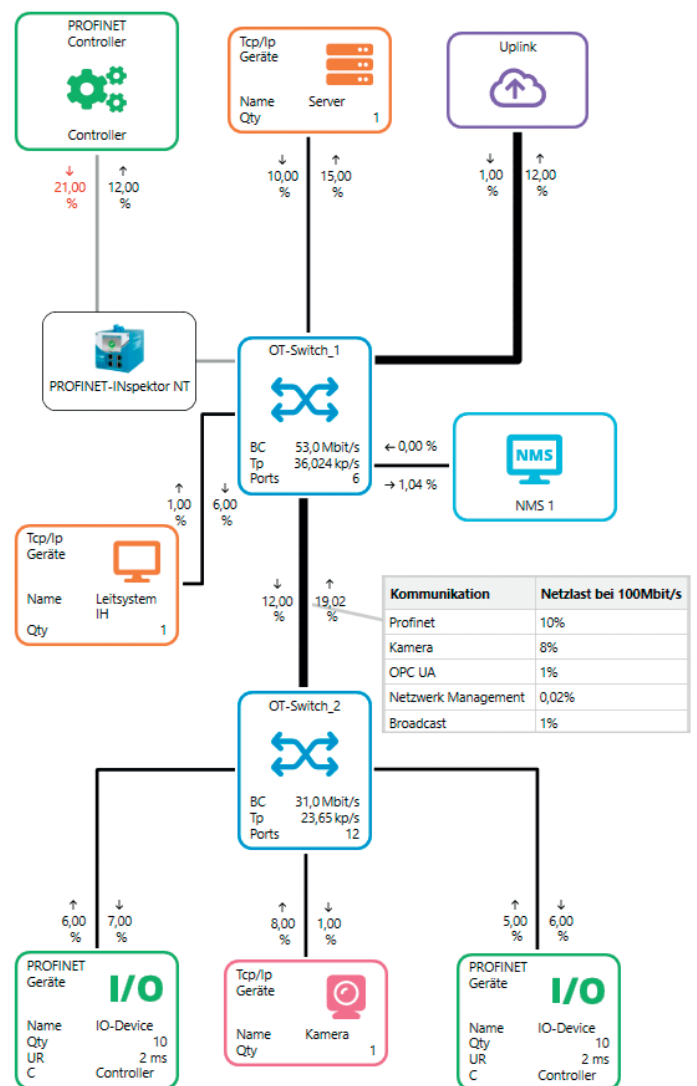 PROFINET
Controller
Controller
Tcp/Ip
Geräte
Name Server
Qty 1
Uplink
↓ ↑
21,00 12,00
% %
↓ ↑
10,00 15,00
% %
↓ ↑
1,00 12,00
% %
PROFINET-INspektor NT
OT-Switch_1
BC 53,0 Mbit/s
Tp 36,024 kp/s
Ports 6
← 0,00 %
→ 1,04 %
NMS
NMS 1
↑ ↓
1,00 6,00
% %
Tcp/Ip
Geräte
Name Leitsystem
IH
Qty 1
↓ ↑
12,00 19,02
% %
Kommunikation Netzlast bei 100Mbit/s
Profinet 10%
Kamera 8%
OPC UA 1%
Netzwerk Management 0,02%
Broadcast 1%
OT-Switch_2
BC 31,0 Mbit/s
Tp 23,65 kp/s
Ports 12
↑ ↓
6,00 7,00
% %
↑ ↓
8,00 1,00
% %
↑ ↓
5,00 6,00
% %
PROFINET
Geräte
I/O
Name IO-Device
Qty 10
UR 2 ms
C Controller
Tcp/Ip
Geräte
Name Kamera
Qty 1
PROFINET
Geräte
I/O
Name IO-Device
Qty 10
UR 2 ms
C Controller